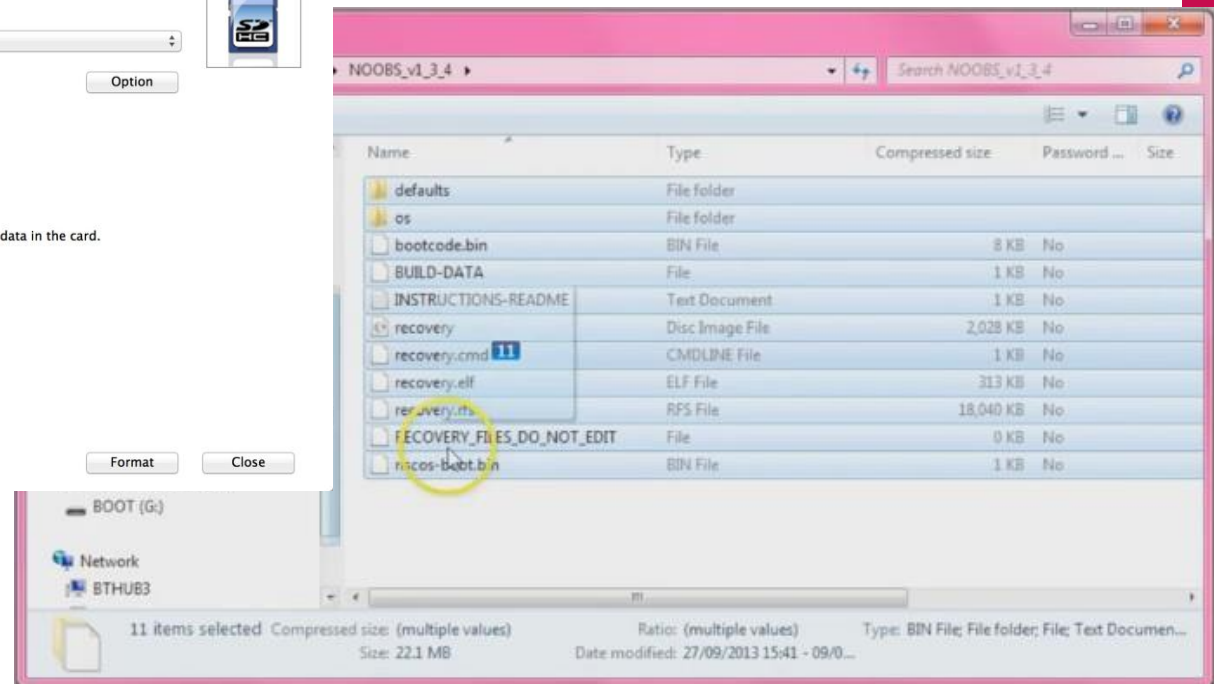 SD
HC
Option
data in the card.
Format
Close
NOOBS_v1_3_4
Search NOOBS_v1_3_4
Name Type Compressed size Password ... Size
defaults File folder
os File folder
bootcode.bin BIN File 8 KB No
BUILD-DATA File 1 KB No
INSTRUCTIONS-README Text Document 1 KB No
recovery Disc Image File 2,028 KB No
recovery.cmd CMDLINE File 1 KB No
11
recovery.elf ELF File 313 KB No
recovery.rfs RFS File 18,040 KB No
RECOVERY_FILES_DO_NOT_EDIT File 0 KB No
riscos-boot.bin BIN File 1 KB No
BOOT (G:)
Network
BTHUB3
11 items selected Compressed size: (multiple values) Ratio: (multiple values) Type: BIN File; File folder; File; Text Documen...
Size: 22.1 MB Date modified: 27/09/2013 15:41 - 09/0...